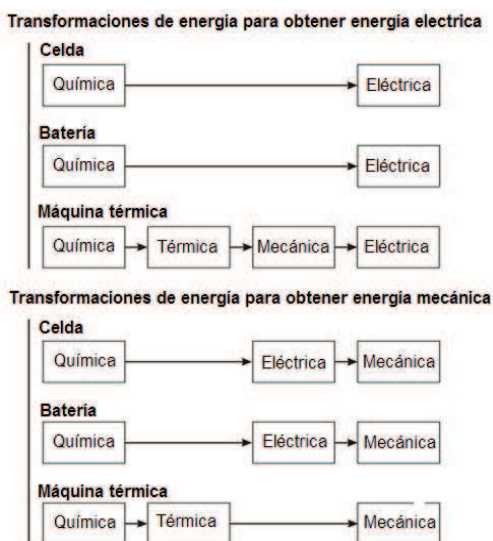 Transformaciones de energía para obtener energía electrica
Celda
Química Eléctrica
Batería
Química Eléctrica
Máquina térmica
Química Térmica Mecánica Eléctrica
Transformaciones de energía para obtener energía mecánica
Celda
Química Eléctrica Mecánica
Batería
Química Eléctrica Mecánica
Máquina térmica
Química Térmica Mecánica